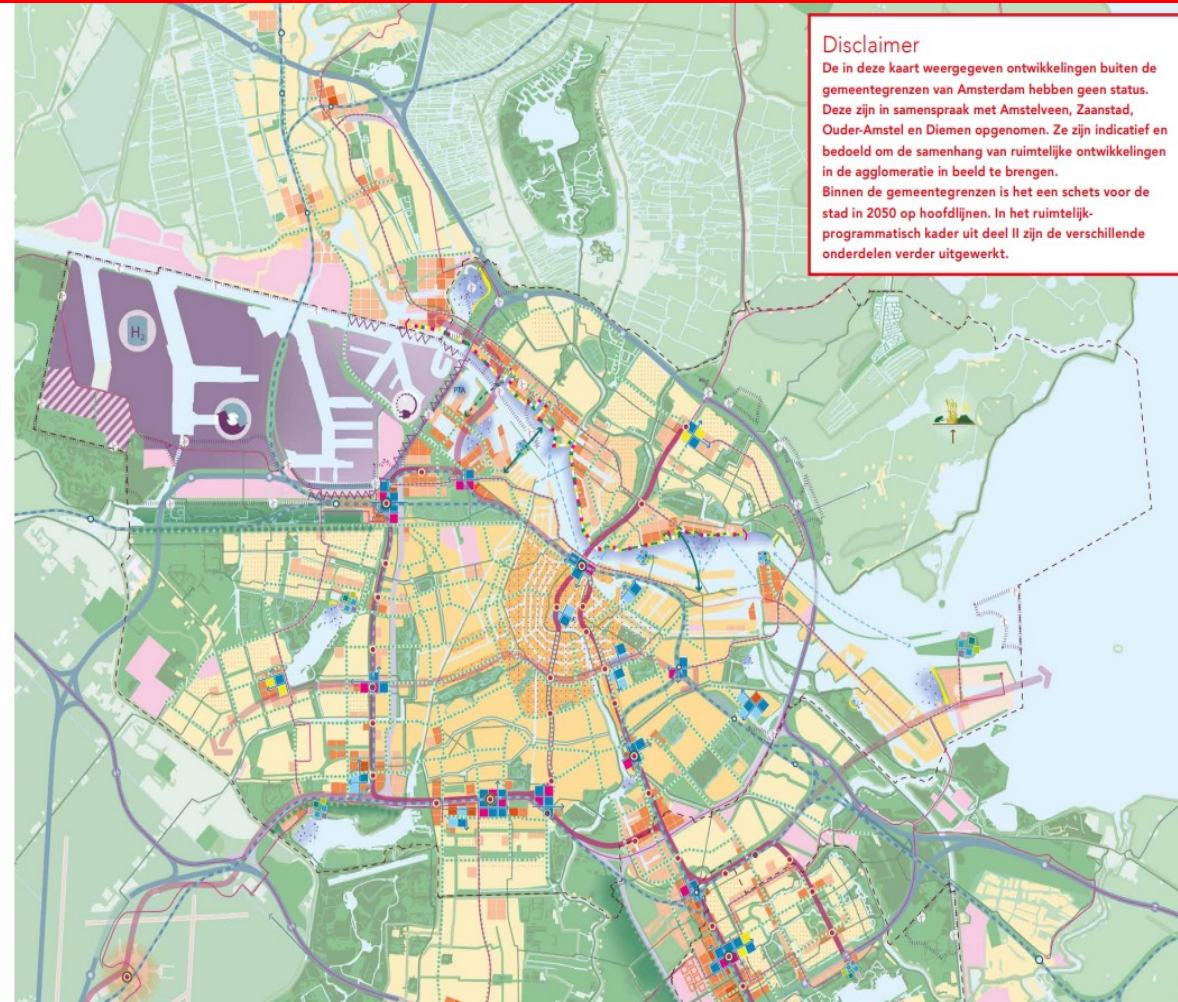 Disclaimer
De in deze kaart weergegeven ontwikkelingen buiten de
gemeentegrenzen van Amsterdam hebben geen status.
Deze zijn in samenspraak met Amstelveen, Zaanstad,
Ouder-Amstel en Diemen opgenomen. Ze zijn indicatief en
bedoeld om de samenhang van ruimtelijke ontwikkelingen
in de agglomeratie in beeld te brengen.
Binnen de gemeentegrenzen is het een schets voor de
stad in 2050 op hoofdlijnen. In het ruimtelijk-
programmatisch kader uit deel II zijn de verschillende
onderdelen verder uitgewerkt.
H₂
PTA